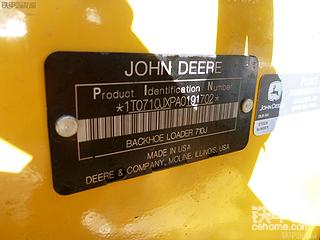 JOHN DEERE
Product Identification Number
*1T0710JXPA0191702*
BACKHOE LOADER 710J
MADE IN USA
DEERE & COMPANY, MOLINE, ILLINOIS, USA
JOHN DEERE
铁甲
cehome.com